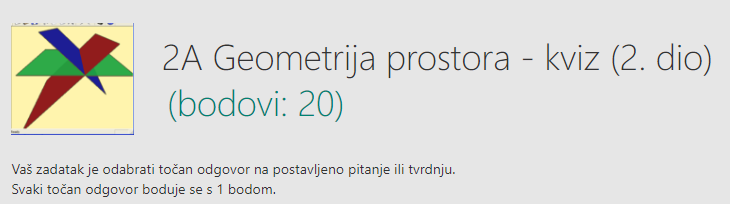 2A Geometrija prostora - kviz (2. dio)
(bodovi: 20)
Vaš zadatak je odabrati točan odgovor na postavljeno pitanje ili tvrdnju.
Svaki točan odgovor boduje se s 1 bodom.